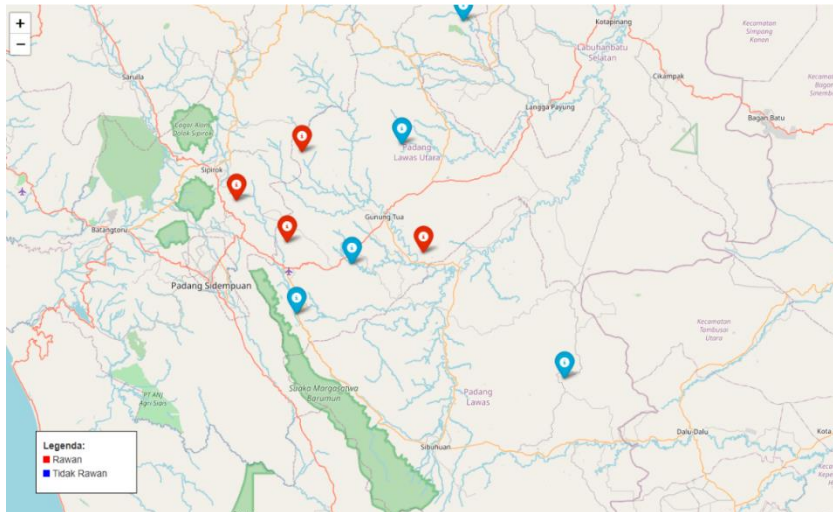 +
−
Kotapinang
Kecamatan
Simpang
Kanan
Labuhanbatu
Selatan
Sarulla
Cikampak
Kecamatan
Langga Payung
Bagan Batu
Cagar Alam
Dolok Sipirok
Padang
Lawas Utara
Sipirok
Gunung Tua
Batangtoru
Padang Sidempuan
Kecamatan
Tambusai
Utara
Suaka Margasatwa
Barumun
PT ANJ
Agri Siais
Padang
Lawas
Legenda:
Rawan
Tidak Rawan
Sibuhuan
Dalu-Dalu
Kota